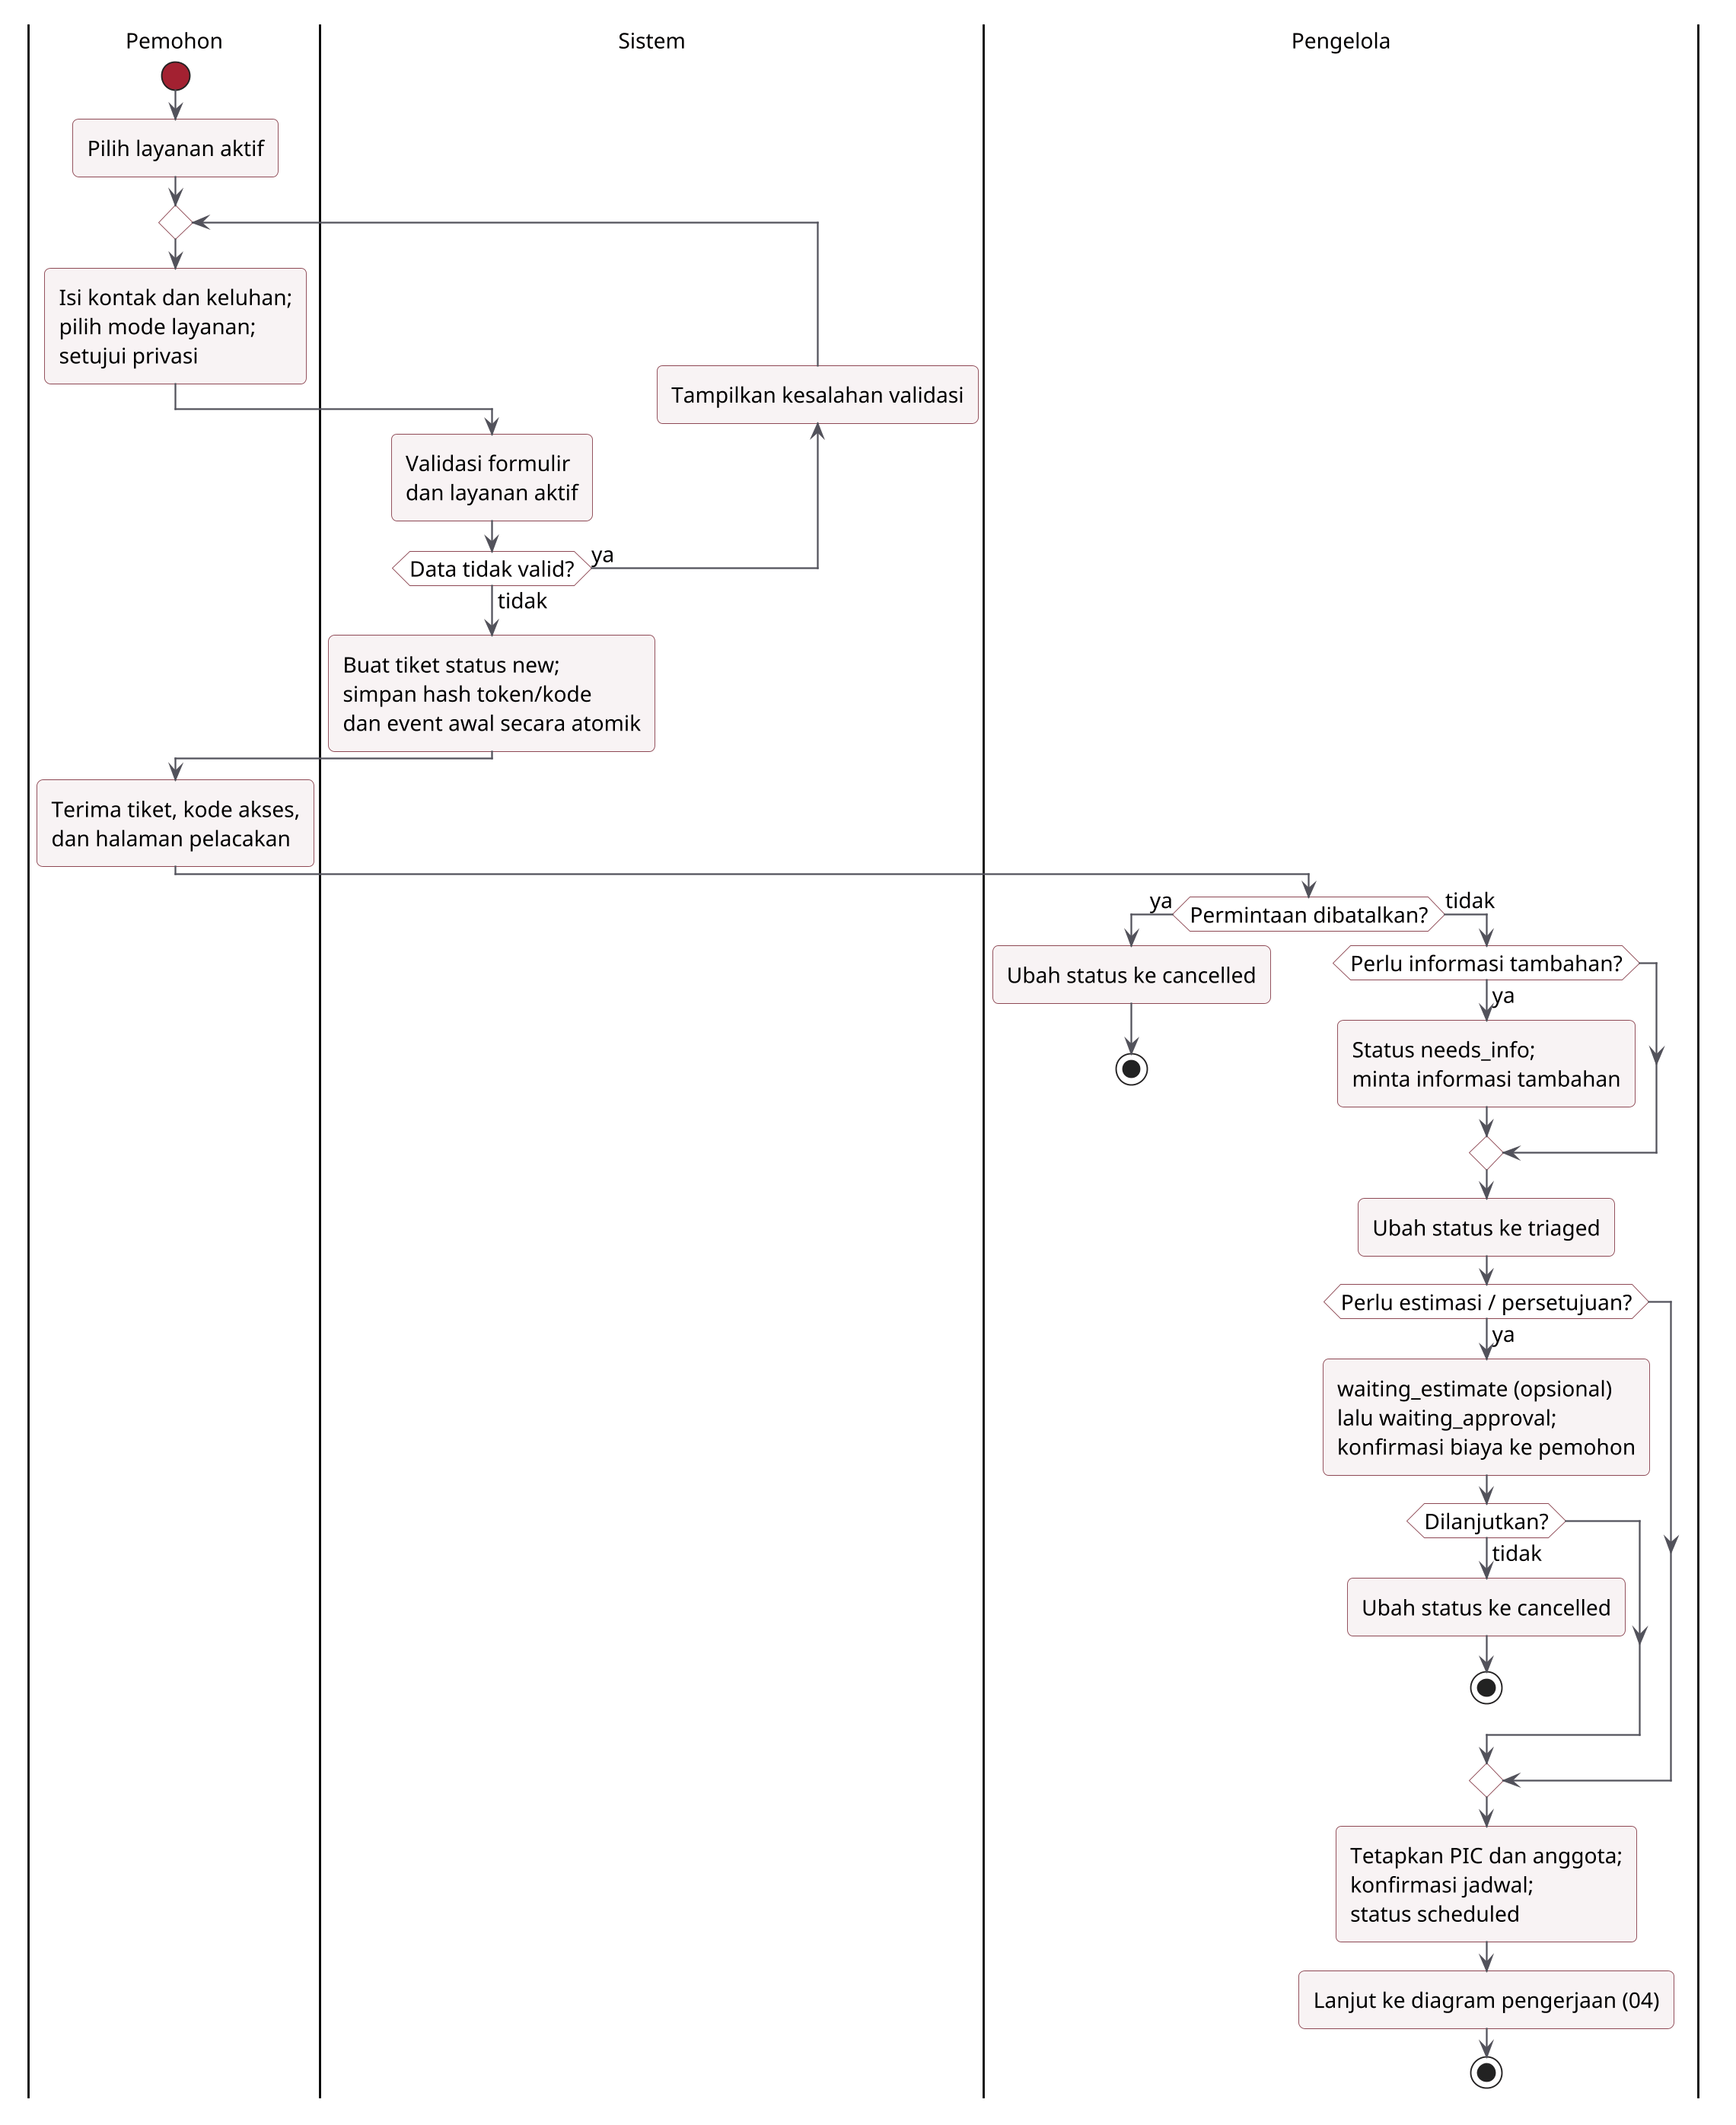 Pemohon
Sistem
Pengelola
Pilih layanan aktif
Isi kontak dan keluhan;
pilih mode layanan;
setujui privasi
Tampilkan kesalahan validasi
Validasi formulir
dan layanan aktif
Data tidak valid?
ya
tidak
Buat tiket status new;
simpan hash token/kode
dan event awal secara atomik
Terima tiket, kode akses,
dan halaman pelacakan
ya
Permintaan dibatalkan?
tidak
Ubah status ke cancelled
Perlu informasi tambahan?
ya
Status needs_info;
minta informasi tambahan
Ubah status ke triaged
Perlu estimasi / persetujuan?
ya
waiting_estimate (opsional)
lalu waiting_approval;
konfirmasi biaya ke pemohon
Dilanjutkan?
tidak
Ubah status ke cancelled
Tetapkan PIC dan anggota;
konfirmasi jadwal;
status scheduled
Lanjut ke diagram pengerjaan (04)